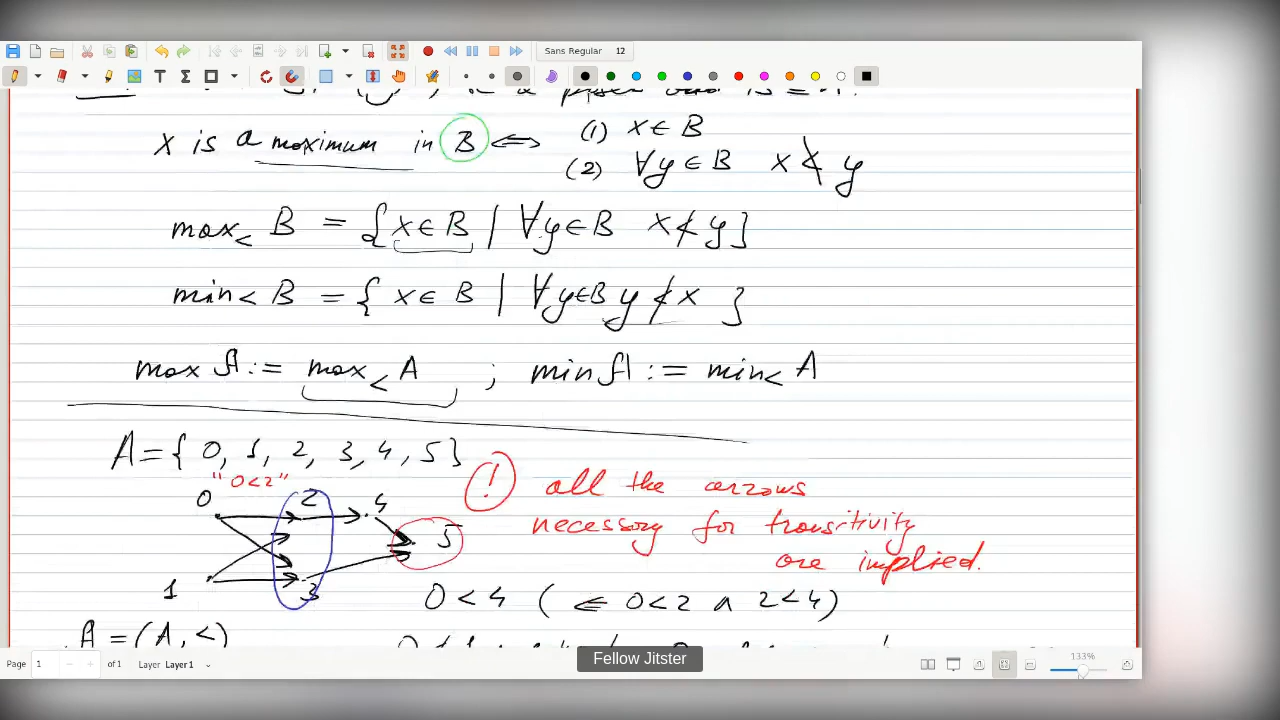 Sans Regular 12
x is a maximum in B ⟺ (1) x ∈ B
(2) ∀y ∈ B x ≮ y
max< B = { x ∈ B | ∀y ∈ B x ≮ y }
min< B = { x ∈ B | ∀y ∈ B y ≮ x }
max 𝒜 := max< A ; min 𝒜 := min< A
A = { 0, 1, 2, 3, 4, 5 }
"0<2"
0 2 4
5
1 3
! all the arrows
necessary for transitivity
are implied.
0 < 4 ( ⇐ 0 < 2 ∧ 2 < 4 )
𝒜 = (A, <)
Fellow Jitster
Page 1 of 1 Layer Layer 1 133%